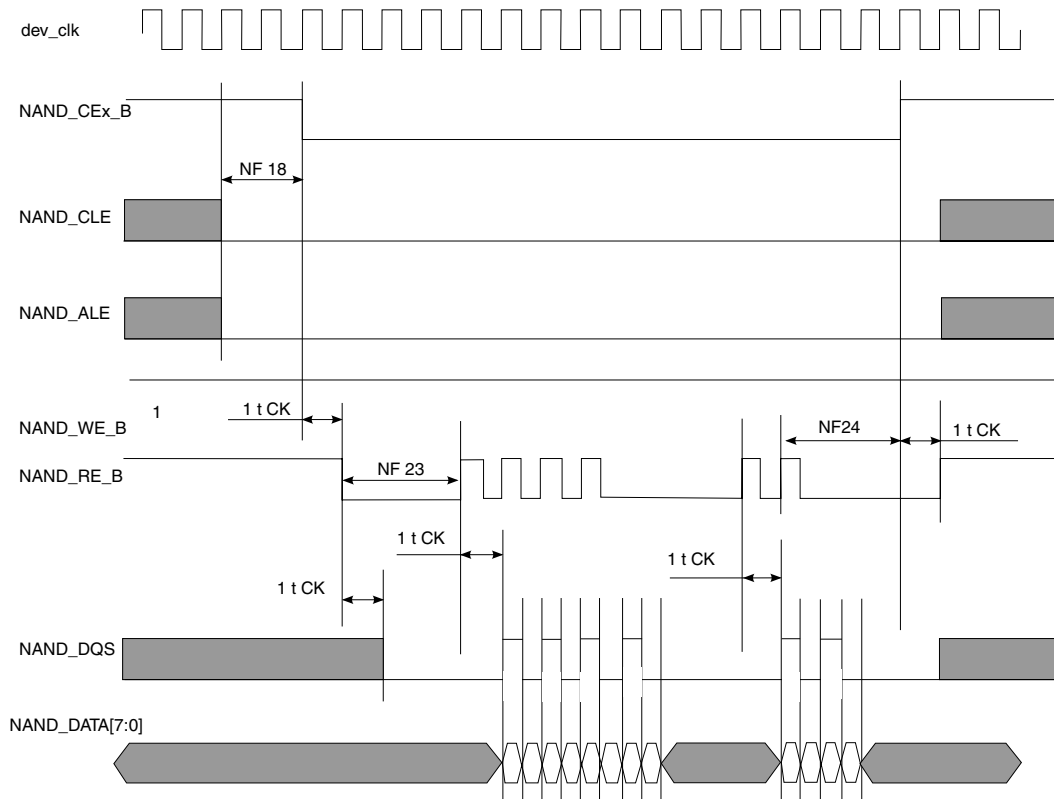 dev_clk
NAND_CEx_B
NF 18
NAND_CLE
NAND_ALE
1
1 t CK
NAND_WE_B
NF24
1 t CK
NAND_RE_B
NF 23
1 t CK
1 t CK
1 t CK
NAND_DQS
NAND_DATA[7:0]